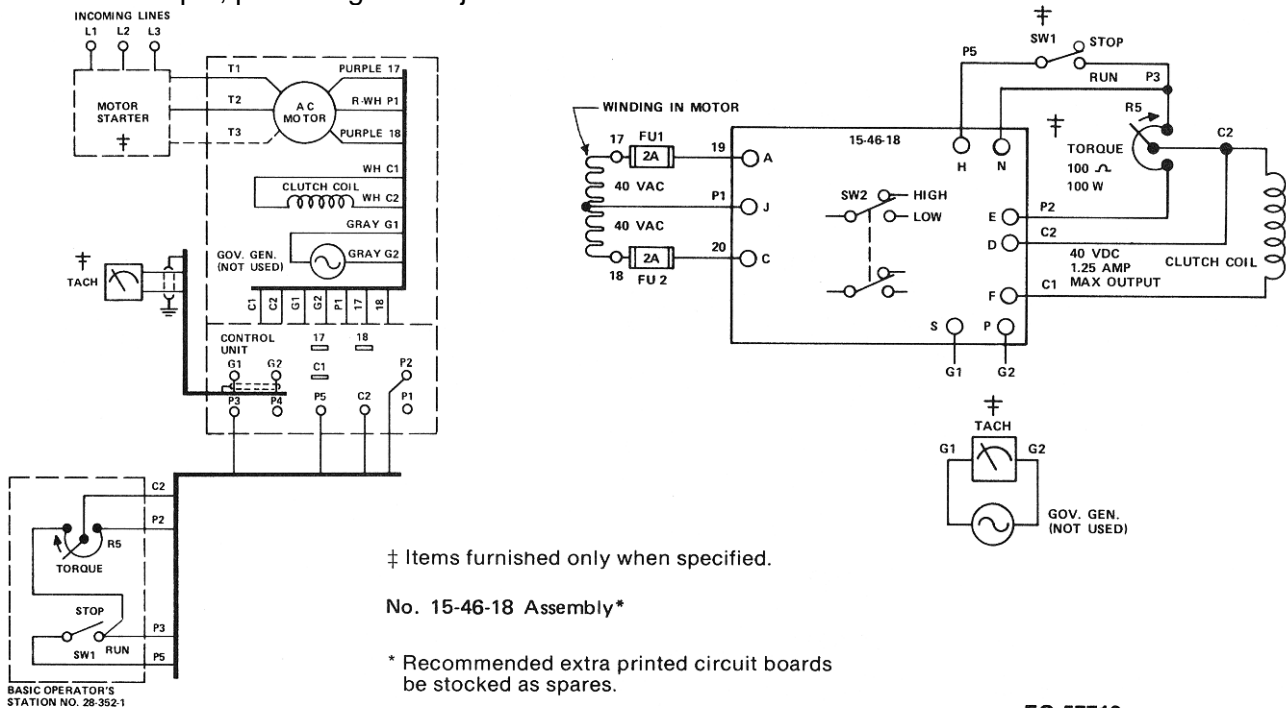 INCOMING LINES
L1 L2 L3
MOTOR
STARTER
‡
T1
T2
T3
AC
MOTOR
PURPLE 17
R-WH P1
PURPLE 18
WH C1
CLUTCH COIL
WH C2
GRAY G1
GOV. GEN.
(NOT USED)
GRAY G2
‡
TACH
C1 C2 G1 G2 P1 17 18
CONTROL
UNIT
17 18
G1 G2 C1 P2
P3 P4 P5 C2 P1
C2
P2
R5
TORQUE
STOP
P3
RUN
SW1
P5
BASIC OPERATOR'S
STATION NO. 28-352-1
WINDING IN MOTOR
17 FU1
2A
19
A
40 VAC
P1
J
40 VAC
20
C
2A
18 FU 2
15-46-18
SW2
HIGH
LOW
H N
E
D
F
S P
G1 G2
‡
SW1
STOP
P5
RUN
P3
R5
‡
TORQUE
100 Ω
100 W
C2
P2
C2
40 VDC
1.25 AMP
MAX OUTPUT
CLUTCH COIL
C1
‡
TACH
G1 G2
GOV. GEN.
(NOT USED)
‡ Items furnished only when specified.
No. 15-46-18 Assembly*
* Recommended extra printed circuit boards
be stocked as spares.